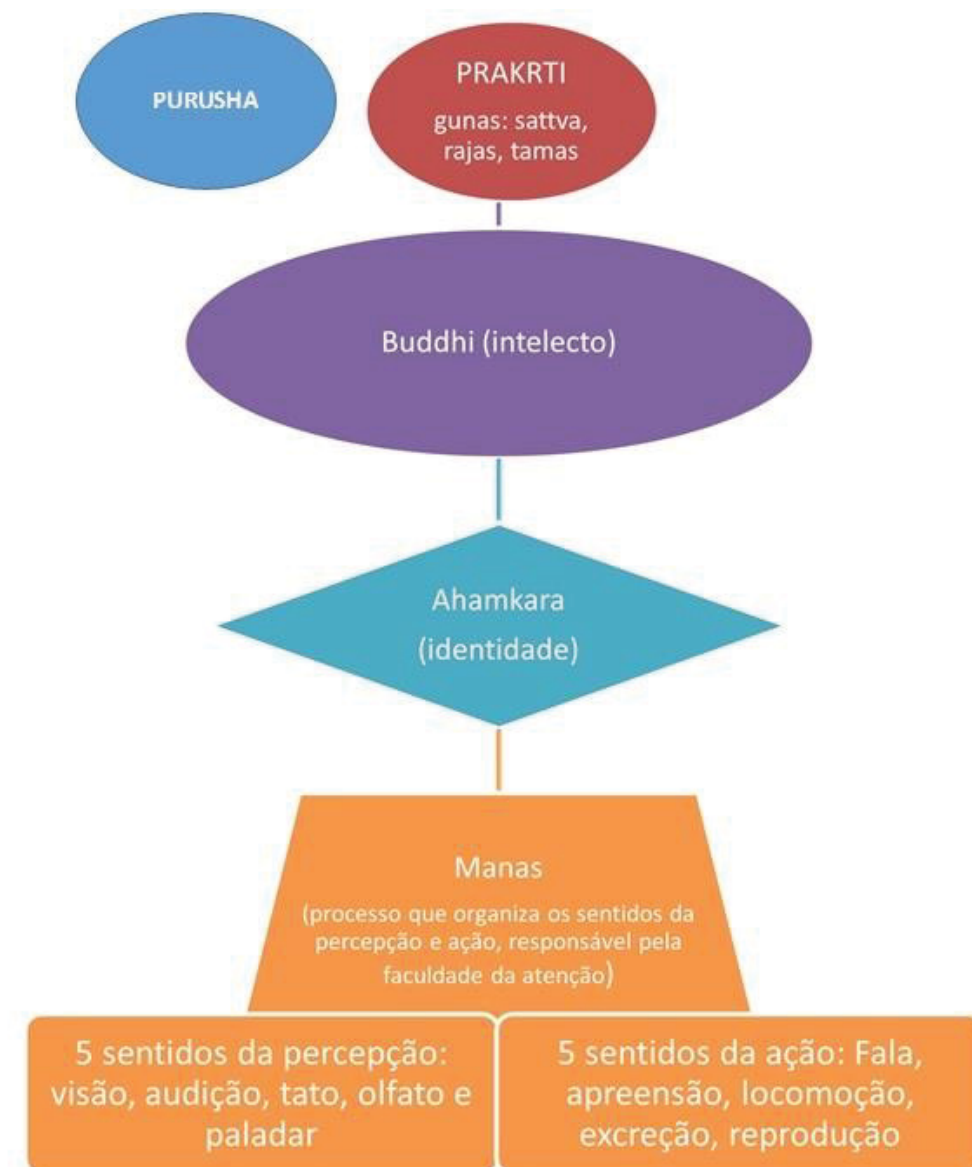 PURUSHA
PRAKRTI
gunas: sattva,
rajas, tamas
Buddhi (intelecto)
Ahamkara
(identidade)
Manas
(processo que organiza os sentidos da
percepção e ação, responsável pela
faculdade da atenção)
5 sentidos da percepção:
visão, audição, tato, olfato e
paladar
5 sentidos da ação: Fala,
apreensão, locomoção,
excreção, reprodução